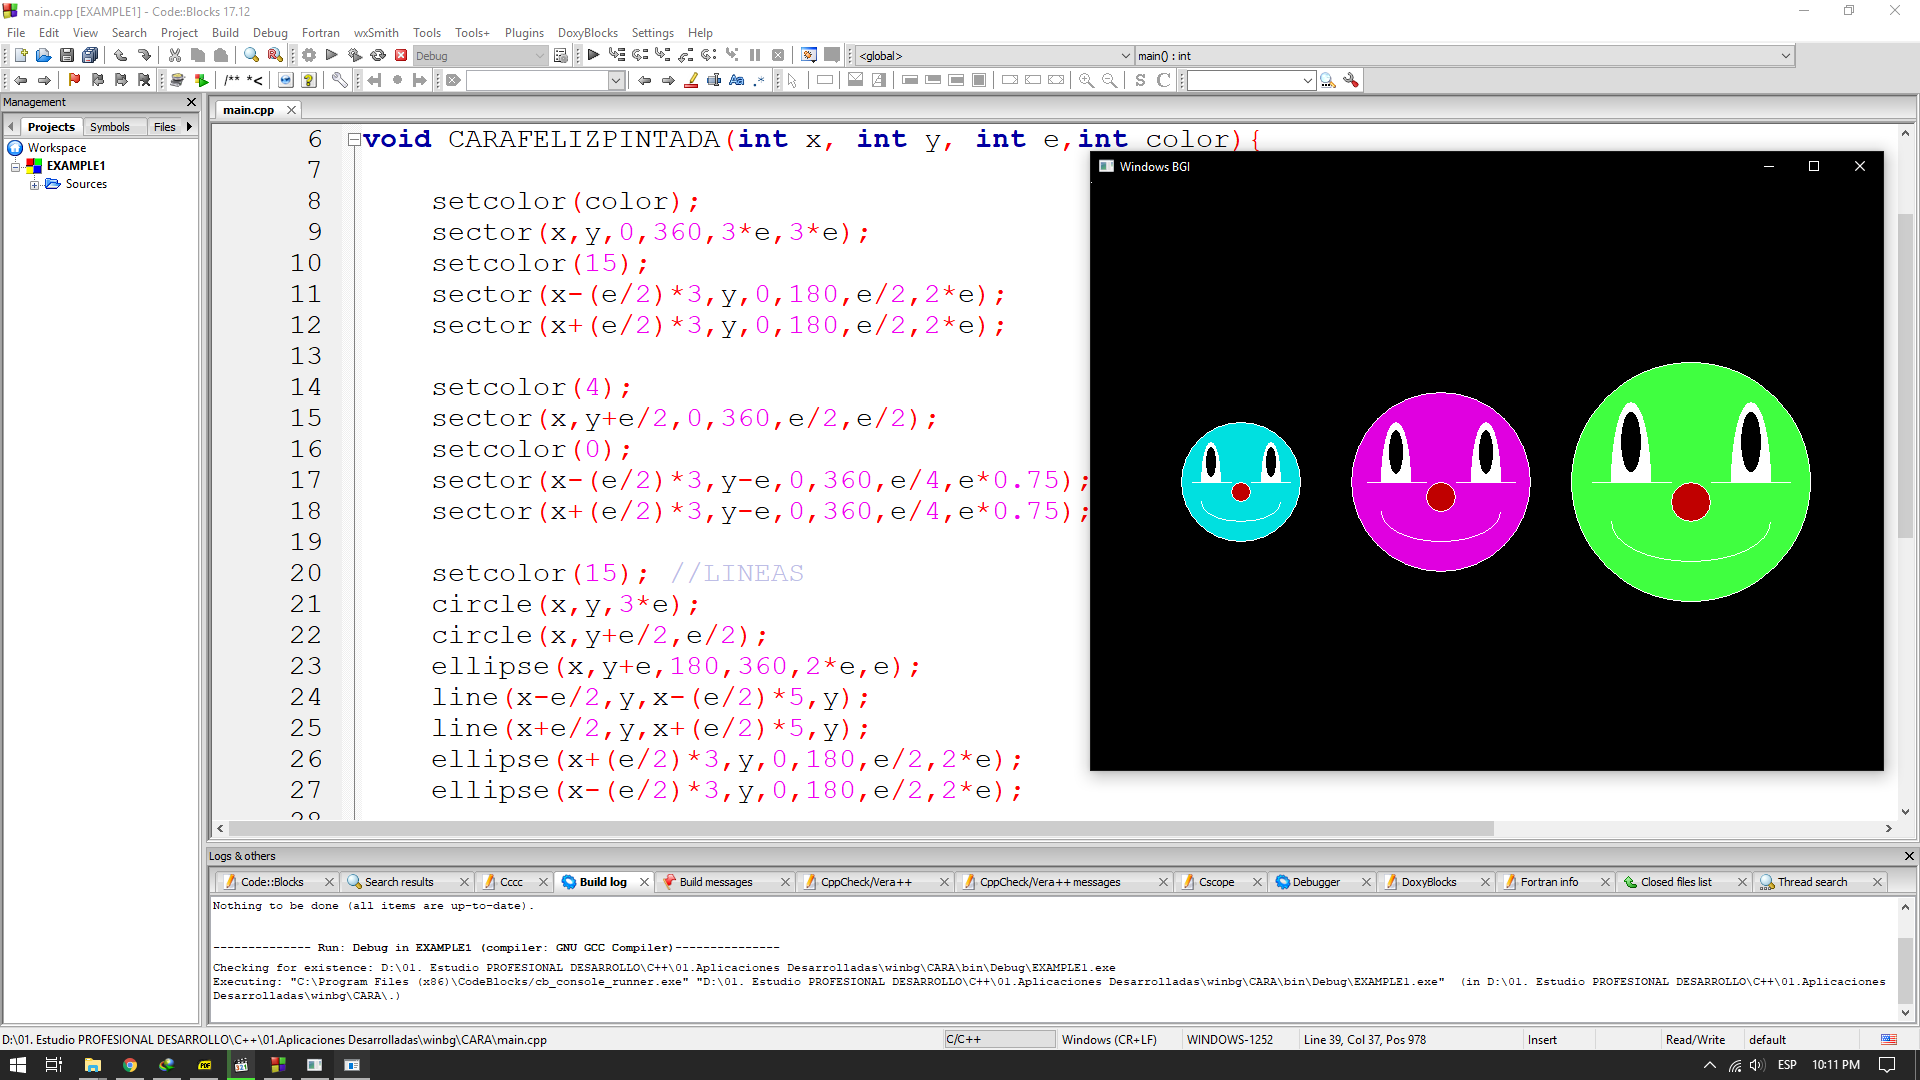 main.cpp [EXAMPLE1] - Code::Blocks 17.12
File Edit View Search Project Build Debug Fortran wxSmith Tools Tools+ Plugins DoxyBlocks Settings Help
Debug <global> main() : int
/** *< Aa .* S C
Management
Projects Symbols Files
Workspace
EXAMPLE1
Sources
main.cpp
6 void CARAFELIZPINTADA(int x, int y, int e,int color){
7
8 setcolor(color);
9 sector(x,y,0,360,3*e,3*e);
10 setcolor(15);
11 sector(x-(e/2)*3,y,0,180,e/2,2*e);
12 sector(x+(e/2)*3,y,0,180,e/2,2*e);
13
14 setcolor(4);
15 sector(x,y+e/2,0,360,e/2,e/2);
16 setcolor(0);
17 sector(x-(e/2)*3,y-e,0,360,e/4,e*0.75);
18 sector(x+(e/2)*3,y-e,0,360,e/4,e*0.75);
19
20 setcolor(15); //LINEAS
21 circle(x,y,3*e);
22 circle(x,y+e/2,e/2);
23 ellipse(x,y+e,180,360,2*e,e);
24 line(x-e/2,y,x-(e/2)*5,y);
25 line(x+e/2,y,x+(e/2)*5,y);
26 ellipse(x+(e/2)*3,y,0,180,e/2,2*e);
27 ellipse(x-(e/2)*3,y,0,180,e/2,2*e);
28
Windows BGI
Logs & others
Code::Blocks Search results Cccc Build log Build messages CppCheck/Vera++ CppCheck/Vera++ messages Cscope Debugger DoxyBlocks Fortran info Closed files list Thread search
Nothing to be done (all items are up-to-date).
-------------- Run: Debug in EXAMPLE1 (compiler: GNU GCC Compiler)---------------
Checking for existence: D:\01. Estudio PROFESIONAL DESARROLLO\C++\01.Aplicaciones Desarrolladas\winbg\CARA\bin\Debug\EXAMPLE1.exe
Executing: "C:\Program Files (x86)\CodeBlocks/cb_console_runner.exe" "D:\01. Estudio PROFESIONAL DESARROLLO\C++\01.Aplicaciones Desarrolladas\winbg\CARA\bin\Debug\EXAMPLE1.exe" (in D:\01. Estudio PROFESIONAL DESARROLLO\C++\01.Aplicaciones
Desarrolladas\winbg\CARA\.)
D:\01. Estudio PROFESIONAL DESARROLLO\C++\01.Aplicaciones Desarrolladas\winbg\CARA\main.cpp C/C++ Windows (CR+LF) WINDOWS-1252 Line 39, Col 37, Pos 978 Insert Read/Write default
ESP 10:11 PM